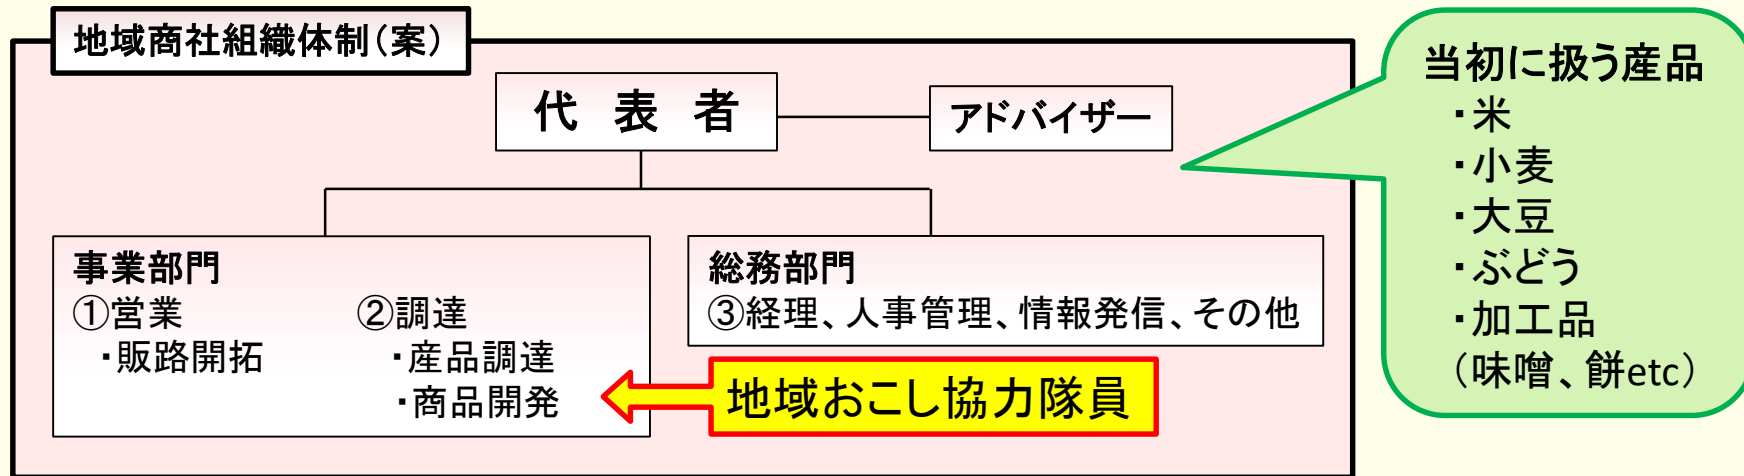 地域商社組織体制（案）
代　表　者
アドバイザー
事業部門
①営業
・販路開拓
②調達
・産品調達
・商品開発
総務部門
③経理、人事管理、情報発信、その他
地域おこし協力隊員
当初に扱う産品
・米
・小麦
・大豆
・ぶどう
・加工品
（味噌、餅etc）